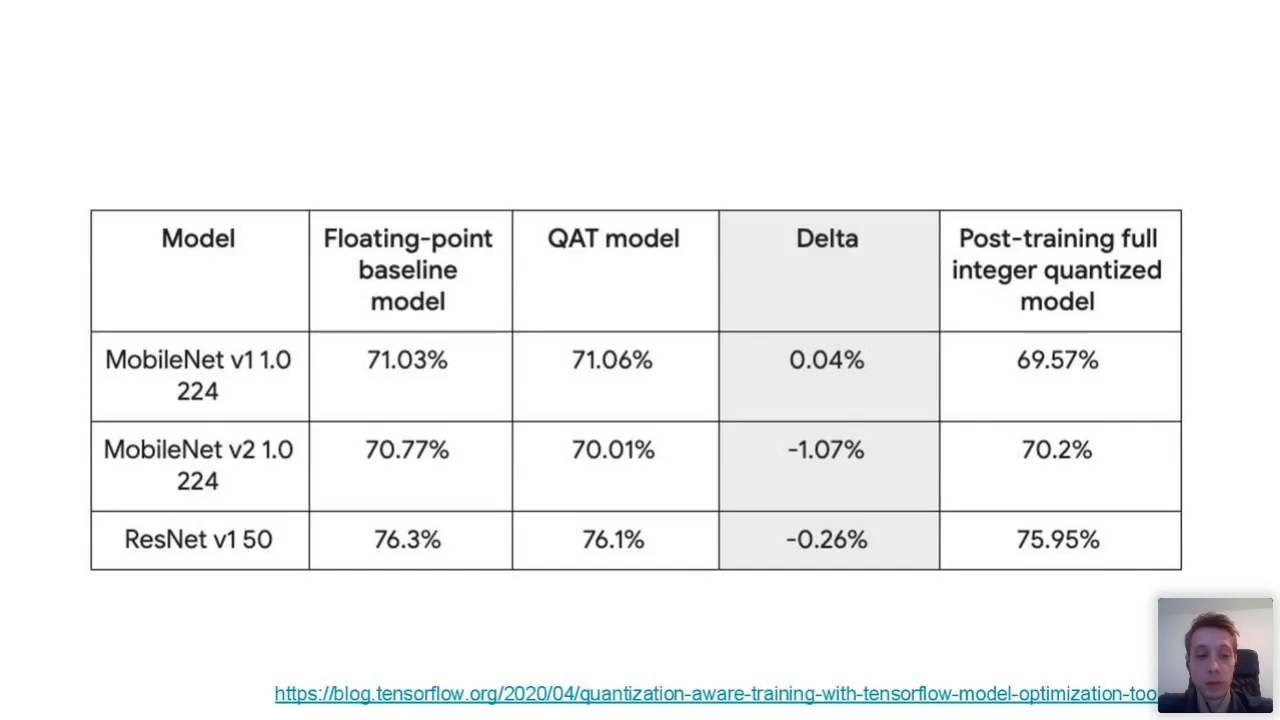 Model
Floating-point
baseline
model
QAT model
Delta
Post-training full
integer quantized
model
MobileNet v1 1.0
224
71.03%
71.06%
0.04%
69.57%
MobileNet v2 1.0
224
70.77%
70.01%
-1.07%
70.2%
ResNet v1 50
76.3%
76.1%
-0.26%
75.95%
https://blog.tensorflow.org/2020/04/quantization-aware-training-with-tensorflow-model-optimization-too